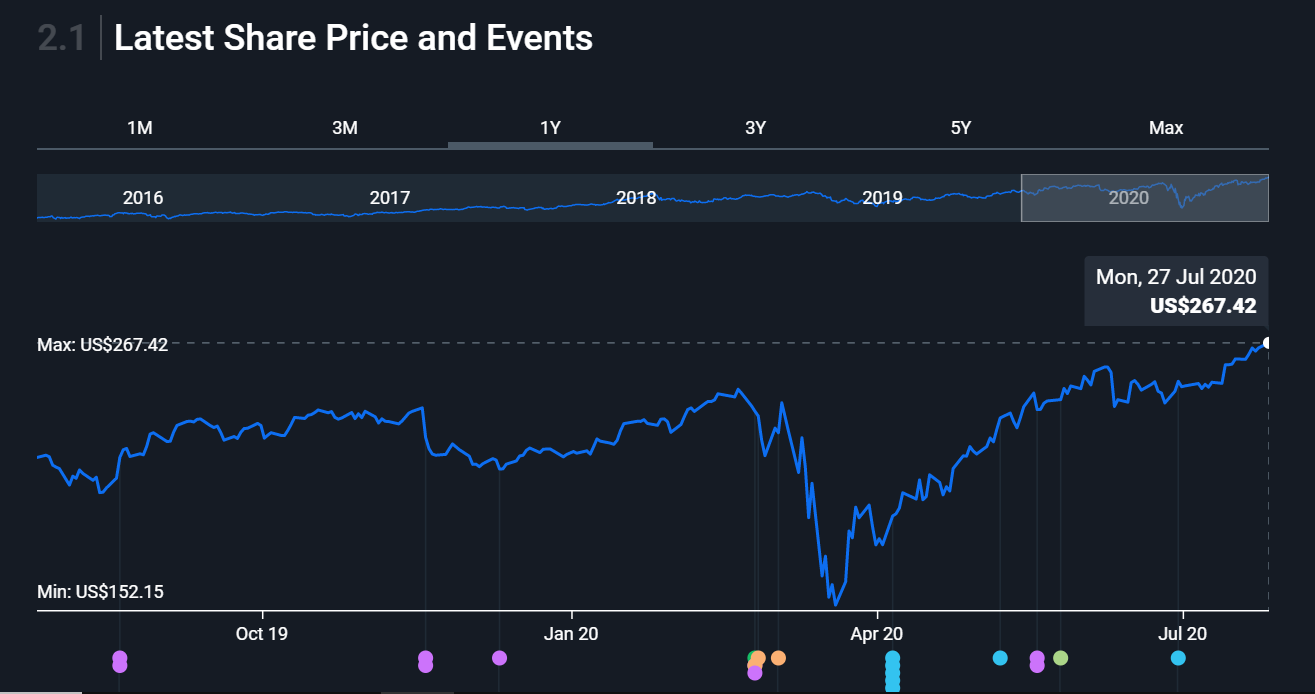 2.1 Latest Share Price and Events
1M 3M 1Y 3Y 5Y Max
2016 2017 2018 2019 2020
Mon, 27 Jul 2020
US$267.42
Max: US$267.42
Min: US$152.15
Oct 19 Jan 20 Apr 20 Jul 20